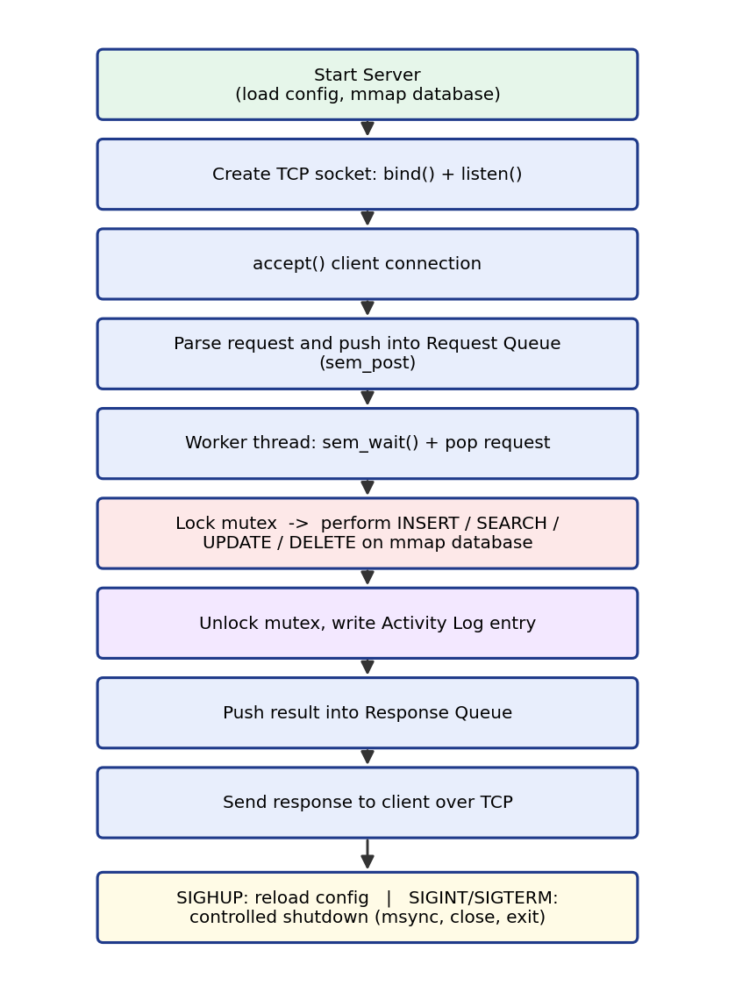 Start Server
(load config, mmap database)
Create TCP socket: bind() + listen()
accept() client connection
Parse request and push into Request Queue
(sem_post)
Worker thread: sem_wait() + pop request
Lock mutex  ->  perform INSERT / SEARCH /
UPDATE / DELETE on mmap database
Unlock mutex, write Activity Log entry
Push result into Response Queue
Send response to client over TCP
SIGHUP: reload config   |   SIGINT/SIGTERM:
controlled shutdown (msync, close, exit)